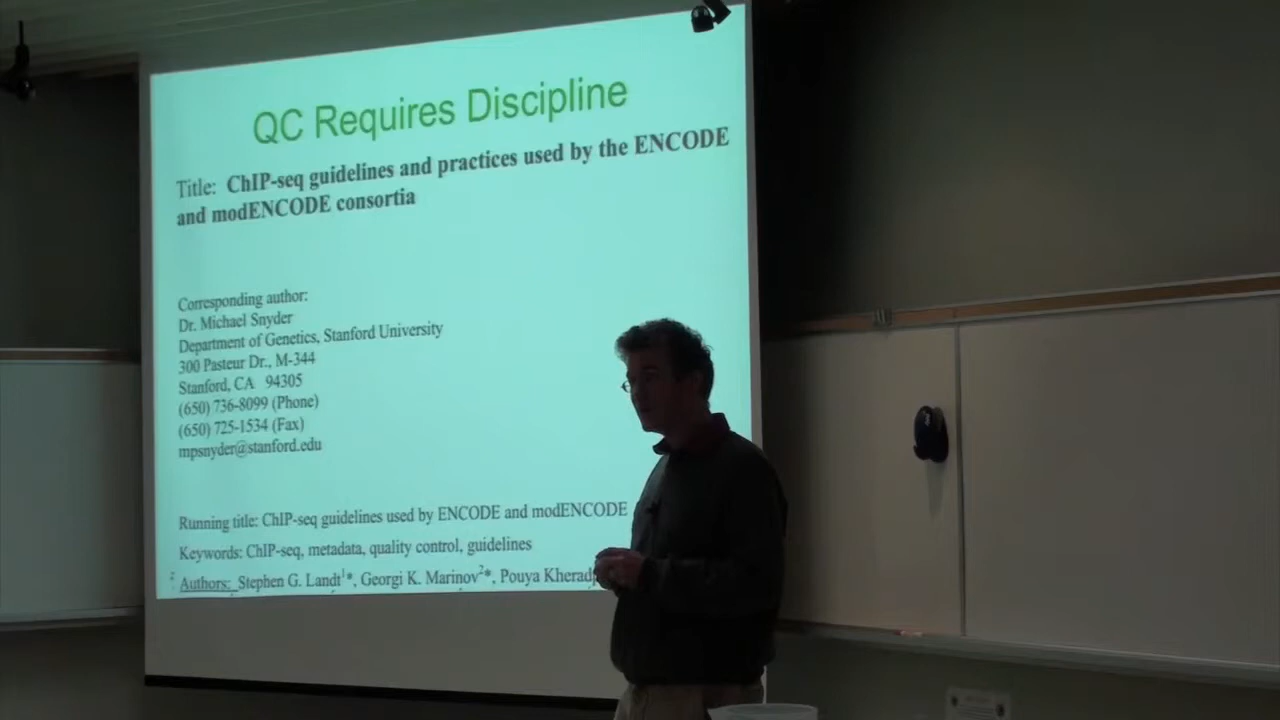 QC Requires Discipline
Title: ChIP-seq guidelines and practices used by the ENCODE
and modENCODE consortia
Corresponding author:
Dr. Michael Snyder
Department of Genetics, Stanford University
300 Pasteur Dr., M-344
Stanford, CA 94305
(650) 736-8099 (Phone)
(650) 725-1534 (Fax)
mpsnyder@stanford.edu
Running title: ChIP-seq guidelines used by ENCODE and modENCODE
Keywords: ChIP-seq, metadata, quality control, guidelines
Authors: Stephen G. Landt1*, Georgi K. Marinov2*, Pouya